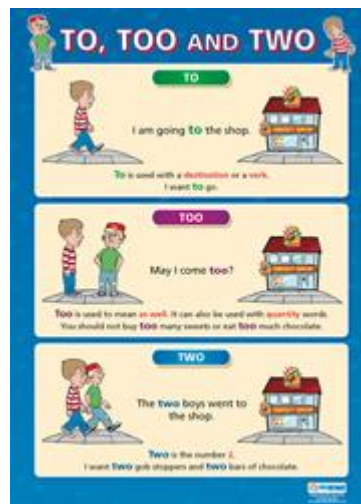 TO, TOO AND TWO
TO
I am going to the shop.
To is used with a destination or a verb.
I want to go.
TOO
May I come too?
Too is used to mean as well. It can also be used with quantity words.
You should not buy too many sweets or eat too much chocolate.
TWO
The two boys went to
the shop.
Two is the number 2.
I want two gob stoppers and two bars of chocolate.